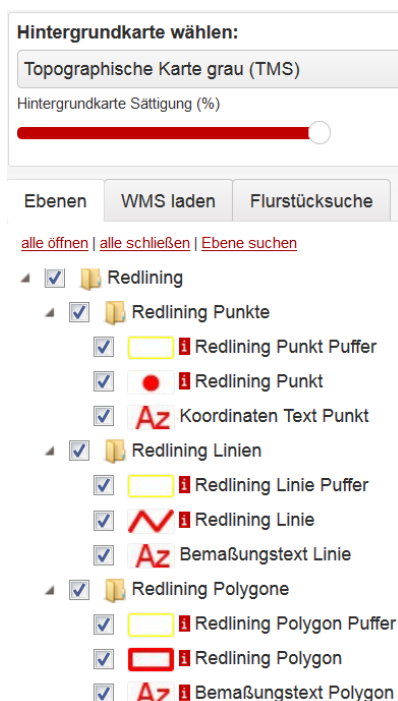 Hintergrundkarte wählen:
Topographische Karte grau (TMS)
Hintergrundkarte Sättigung (%)
Ebenen WMS laden Flurstücksuche
alle öffnen | alle schließen | Ebene suchen
Redlining
Redlining Punkte
i Redlining Punkt Puffer
i Redlining Punkt
Az Koordinaten Text Punkt
Redlining Linien
i Redlining Linie Puffer
i Redlining Linie
Az Bemaßungstext Linie
Redlining Polygone
i Redlining Polygon Puffer
i Redlining Polygon
Az i Bemaßungstext Polygon